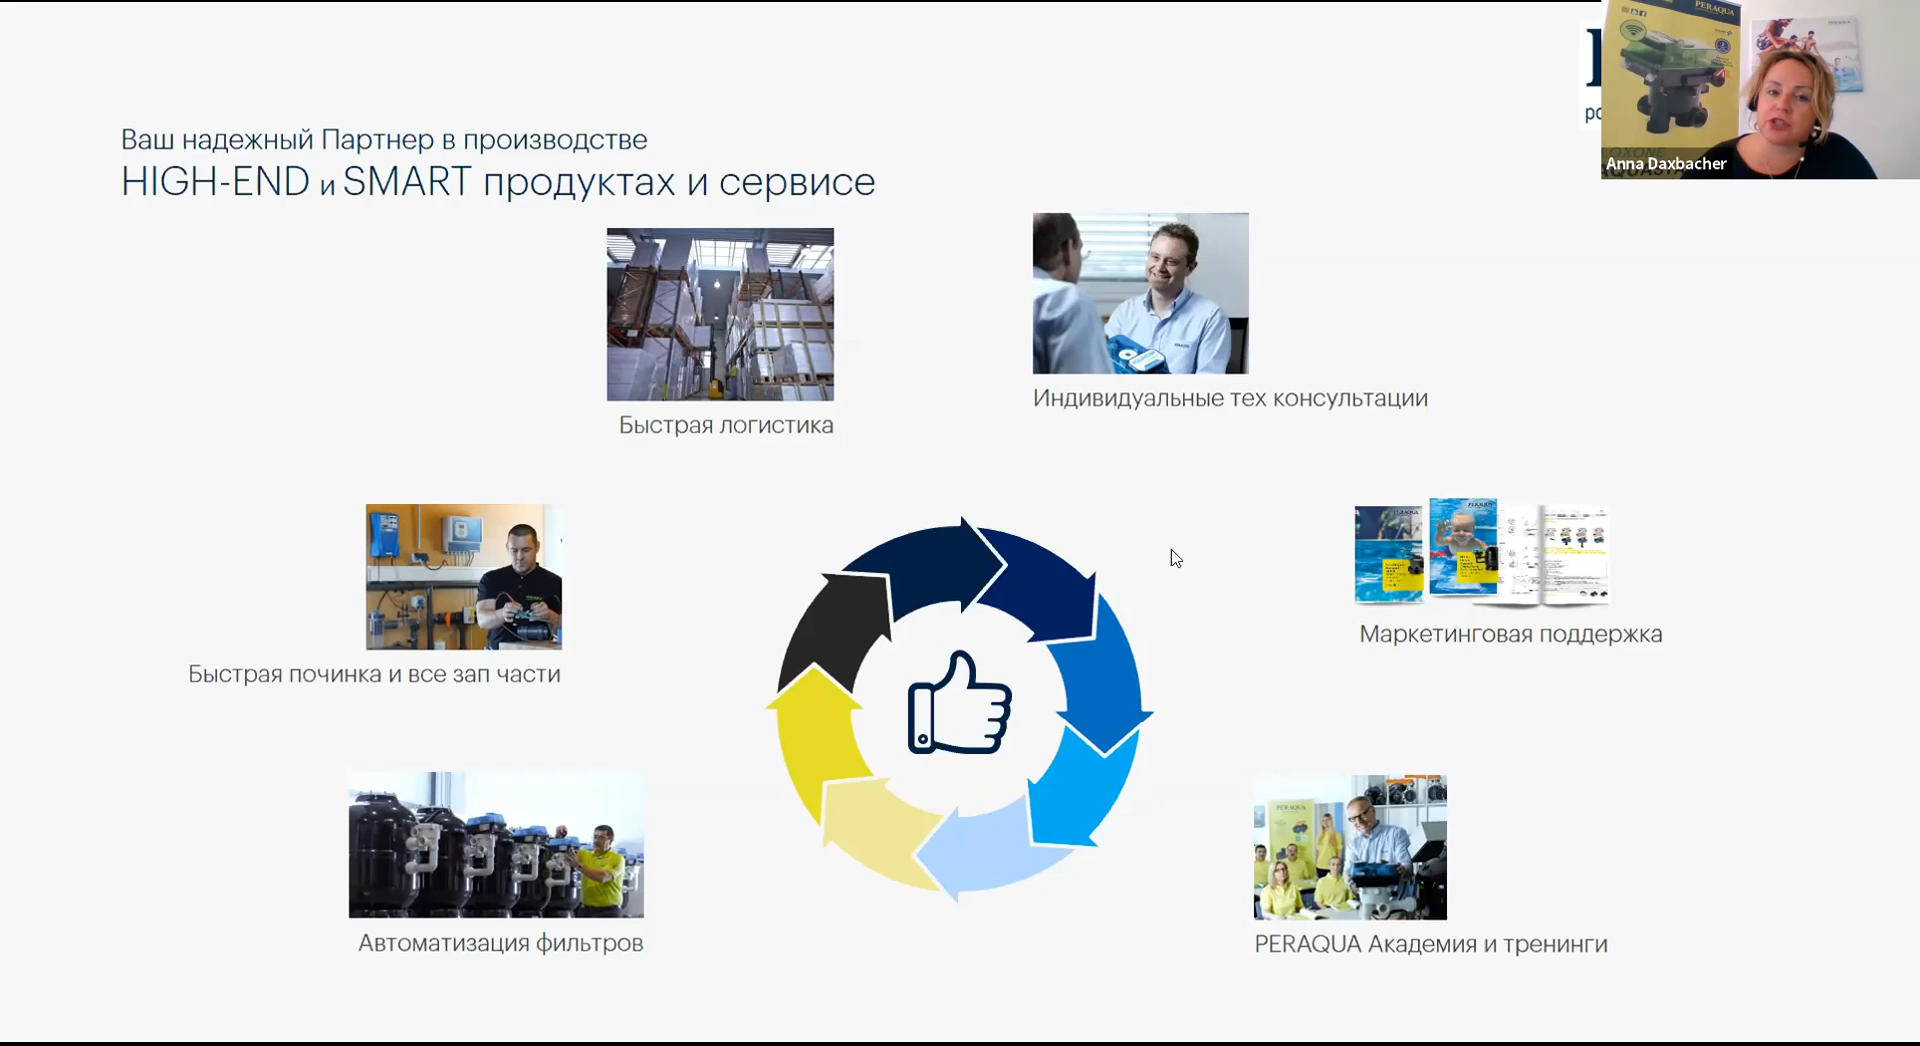 Ваш надежный Партнер в производстве
HIGH-END и SMART продуктах и сервисе
PERAQUA
Anna Daxbacher
Быстрая логистика
Индивидуальные тех консультации
Быстрая починка и все зап части
Маркетинговая поддержка
Автоматизация фильтров
PERAQUA Академия и тренинги